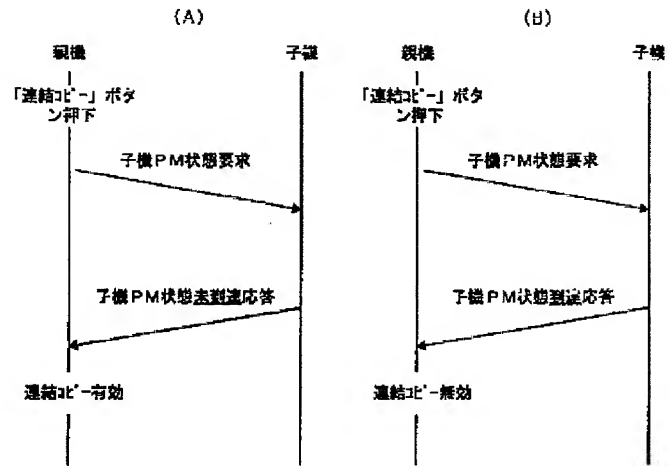 (A)
親機
子機
「連結ｺﾋﾟｰ」ボタ
ン押下
子機PM状態要求
子機PM状態未到達応答
連結ｺﾋﾟｰ有効
(B)
親機
子機
「連結ｺﾋﾟｰ」ボタ
ン押下
子機PM状態要求
子機PM状態到達応答
連結ｺﾋﾟｰ無効